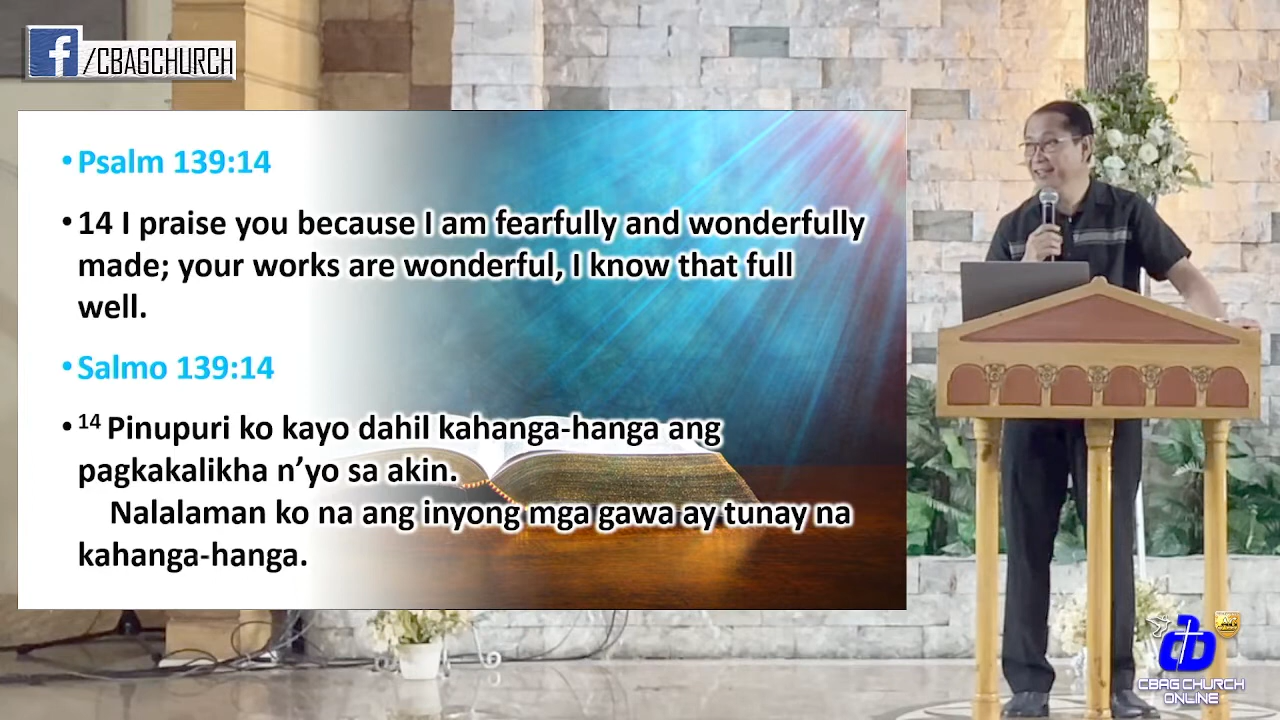 f/CBAGCHURCH
• Psalm 139:14
• 14 I praise you because I am fearfully and wonderfully
made; your works are wonderful, I know that full
well.
• Salmo 139:14
• 14 Pinupuri ko kayo dahil kahanga-hanga ang
pagkakalikha n’yo sa akin.
Nalalaman ko na ang inyong mga gawa ay tunay na
kahanga-hanga.
CBAG CHURCH
ONLINE